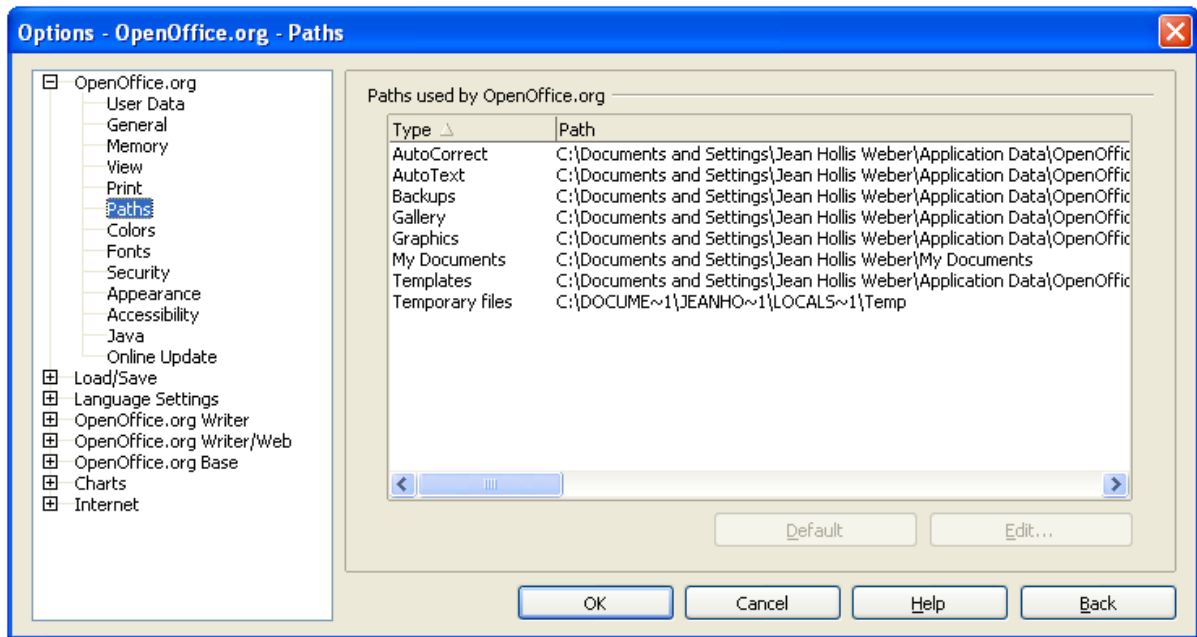 Options - OpenOffice.org - Paths
OpenOffice.org
User Data
General
Memory
View
Print
Paths
Colors
Fonts
Security
Appearance
Accessibility
Java
Online Update
Load/Save
Language Settings
OpenOffice.org Writer
OpenOffice.org Writer/Web
OpenOffice.org Base
Charts
Internet
Paths used by OpenOffice.org
Type Path
AutoCorrect C:\Documents and Settings\Jean Hollis Weber\Application Data\OpenOffic
AutoText C:\Documents and Settings\Jean Hollis Weber\Application Data\OpenOffic
Backups C:\Documents and Settings\Jean Hollis Weber\Application Data\OpenOffic
Gallery C:\Documents and Settings\Jean Hollis Weber\Application Data\OpenOffic
Graphics C:\Documents and Settings\Jean Hollis Weber\Application Data\OpenOffic
My Documents C:\Documents and Settings\Jean Hollis Weber\My Documents
Templates C:\Documents and Settings\Jean Hollis Weber\Application Data\OpenOffic
Temporary files C:\DOCUME~1\JEANHO~1\LOCALS~1\Temp
Default Edit...
OK Cancel Help Back